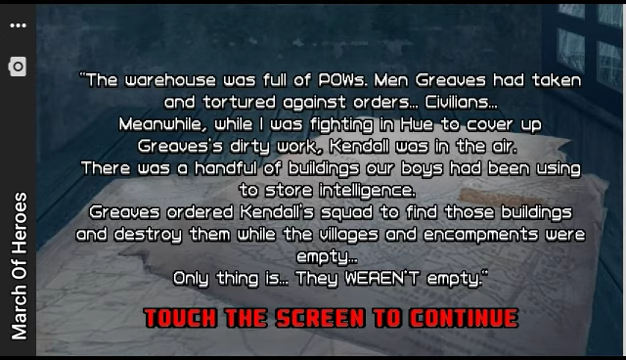 "The warehouse was full of POWs. Men Greaves had taken
and tortured against orders... Civilians...
Meanwhile, while I was fighting in Hue to cover up
Greaves's dirty work, Kendall was in the air.
There was a handful of buildings our boys had been using
to store intelligence.
Greaves ordered Kendall's squad to find those buildings
and destroy them while the villages and encampments were
empty...
Only thing is... They WEREN'T empty."
TOUCH THE SCREEN TO CONTINUE
March Of Heroes